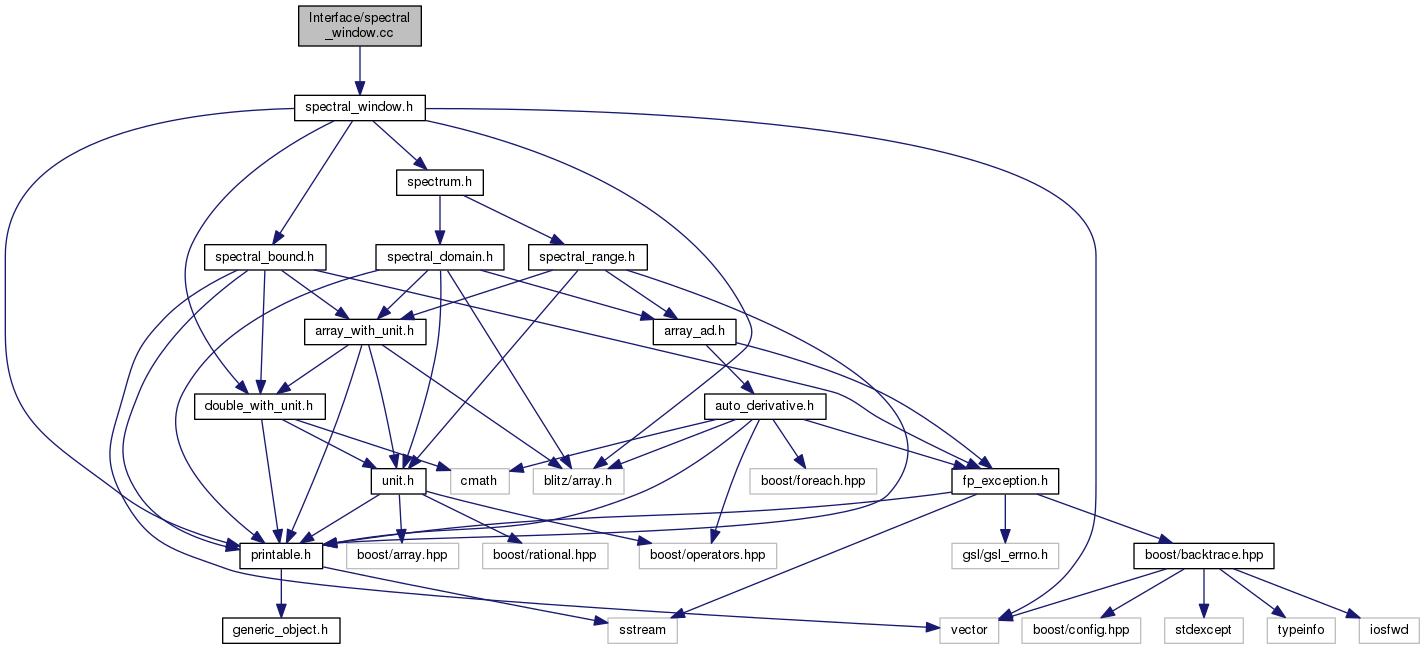 Interface/spectral
_window.cc
spectral_window.h
spectrum.h
spectral_bound.h
spectral_domain.h
spectral_range.h
array_with_unit.h
array_ad.h
double_with_unit.h
auto_derivative.h
unit.h
cmath
blitz/array.h
boost/foreach.hpp
fp_exception.h
printable.h
boost/array.hpp
boost/rational.hpp
boost/operators.hpp
gsl/gsl_errno.h
boost/backtrace.hpp
generic_object.h
sstream
vector
boost/config.hpp
stdexcept
typeinfo
iosfwd